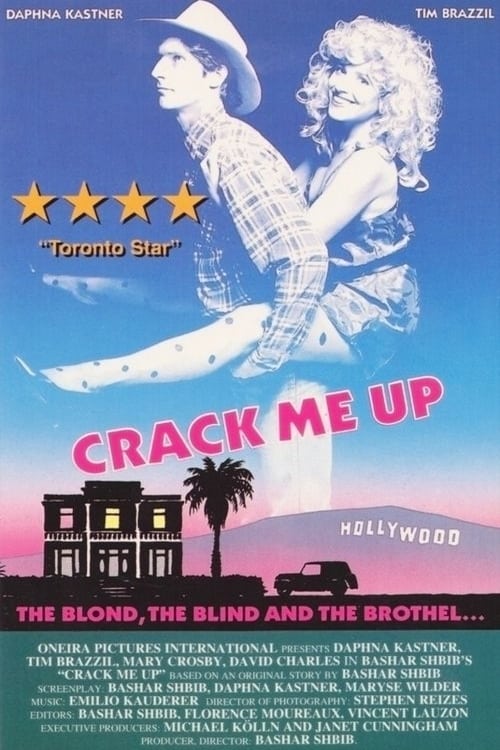 DAPHNA KASTNER TIM BRAZZIL
"Toronto Star"
CRACK ME UP
HOLLYWOOD
THE BLOND, THE BLIND AND THE BROTHEL...
ONEIRA PICTURES INTERNATIONAL PRESENTS DAPHNA KASTNER,
TIM BRAZZIL, MARY CROSBY, DAVID CHARLES IN BASHAR SHBIB'S
"CRACK ME UP" BASED ON AN ORIGINAL STORY BY BASHAR SHBIB
SCREENPLAY: BASHAR SHBIB, DAPHNA KASTNER, MARYSE WILDER
MUSIC: EMILIO KAUDERER DIRECTOR OF PHOTOGRAPHY: STEPHEN REIZES
EDITORS: BASHAR SHBIB, FLORENCE MOUREAUX, VINCENT LAUZON
EXECUTIVE PRODUCERS: MICHAEL KÖLLN AND JANET CUNNINGHAM
PRODUCER, DIRECTOR: BASHAR SHBIB